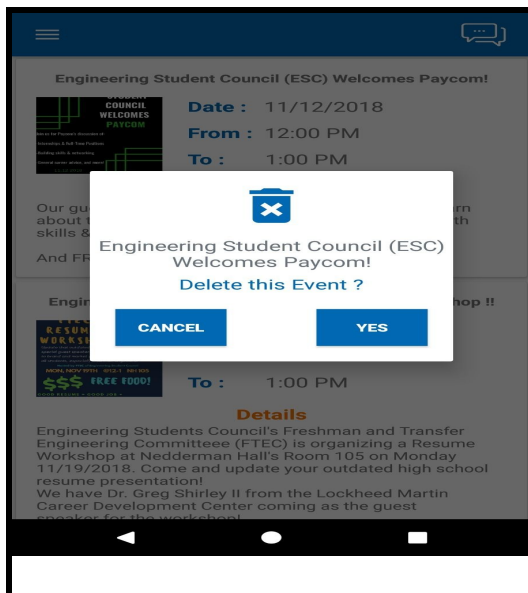 Engineering Student Council (ESC) Welcomes Paycom!
COUNCIL
WELCOMES
PAYCOM
Date : 11/12/2018
From : 12:00 PM
To : 1:00 PM
Our gu
about
skills &
And FR
Engineering Student Council (ESC)
Welcomes Paycom!
Delete this Event ?
CANCEL
YES
Engin
hop !!
RESUM
WORKS
MON, NOV 19TH
$$$ FREE FOOD!
To : 1:00 PM
Details
Engineering Students Council's Freshman and Transfer
Engineering Committeee (FTEC) is organizing a Resume
Workshop at Nedderman Hall's Room 105 on Monday
11/19/2018. Come and update your outdated high school
resume presentation!
We have Dr. Greg Shirley II from the Lockheed Martin
Career Development Center coming as the guest
speaker for the workshop!